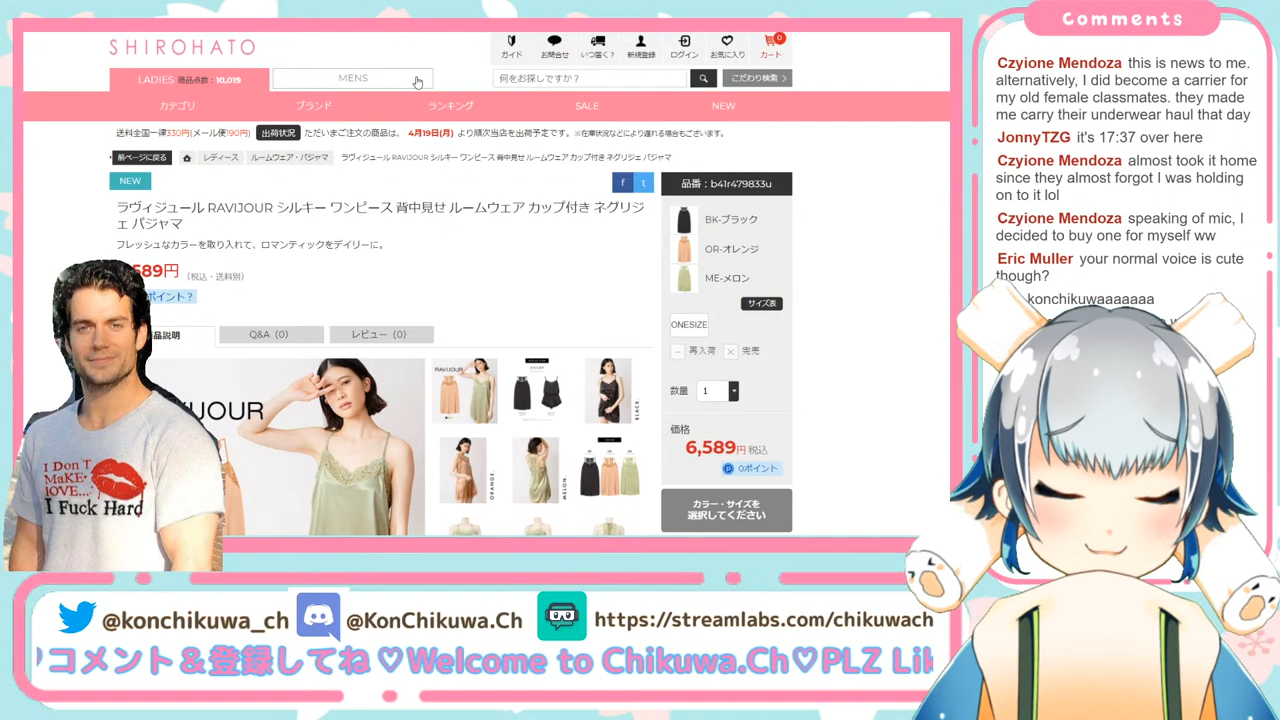 SHIROHATO
ガイド
お問合せ
いつ届く?
新規登録
ログイン
お気に入り
カート
0
LADIES 商品点数:10,019
MENS
何をお探しですか?
こだわり検索
カテゴリ
ブランド
ランキング
SALE
NEW
送料全国一律330円(メール便190円)
出荷状況
ただいまご注文の商品は、 4月19日(月) より順次当店を出荷予定です。 ※在庫状況などにより遅れる場合もございます。
前ページに戻る
レディース
ルームウェア・パジャマ
ラヴィジュール RAVIJOUR シルキー ワンピース 背中見せ ルームウェア カップ付き ネグリジェ パジャマ
NEW
f
t
ラヴィジュール RAVIJOUR シルキー ワンピース 背中見せ ルームウェア カップ付き ネグリジ
ェ パジャマ
フレッシュなカラーを取り入れて、ロマンティックをデイリーに。
589円 (税込・送料別)
ポイント?
品説明
Q&A (0)
レビュー (0)
RAVIJOUR
BLACK.
ORANGE.
MELON.
UOUR
品番:b41r479833u
BK-ブラック
OR-オレンジ
ME-メロン
サイズ表
ONESIZE
再入荷
完売
数量
1
価格
6,589円 税込
P 0ポイント
カラー・サイズを
選択してください
I DON'T
MAKE
LOVE...
I Fuck Hard
Comments
Czyione Mendoza this is news to me.
alternatively, I did become a carrier for
my old female classmates. they made
me carry their underwear haul that day
JonnyTZG it's 17:37 over here
Czyione Mendoza almost took it home
since they almost forgot I was holding
on to it lol
Czyione Mendoza speaking of mic, I
decided to buy one for myself ww
Eric Muller your normal voice is cute
though?
konchikuwaaaaaaa
@konchikuwa_ch
@KonChikuwa.Ch
https://streamlabs.com/chikuwach
コメント&登録してね♡Welcome to Chikuwa.Ch♡PLZ Lik